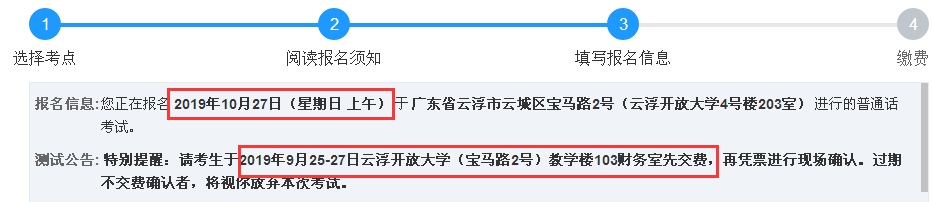 1 2 3 4
选择考点 阅读报名须知 填写报名信息 缴费
报名信息:您正在报名 2019年10月27日（星期日 上午）于 广东省云浮市云城区宝马路2号（云浮开放大学4号楼203室） 进行的普通话
考试。
测试公告: 特别提醒：请考生于2019年9月25-27日云浮开放大学（宝马路2号）教学楼103财务室先交费，再凭票进行现场确认。过期
不交费确认者，将视你放弃本次考试。